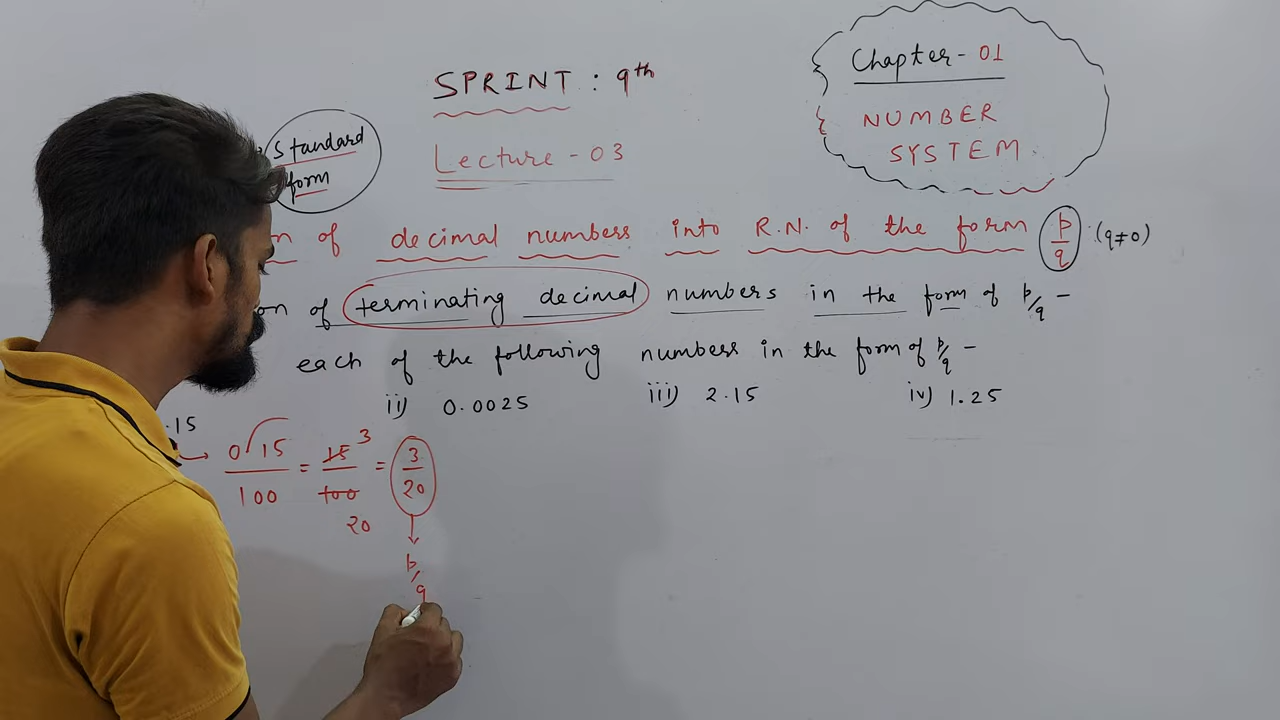 SPRINT : 9th
Chapter - 01
NUMBER
SYSTEM
Standard
form
Lecture - 03
of decimal numbers into R.N. of the form p/q (q≠0)
of terminating decimal numbers in the form of p/q -
each of the following numbers in the form of p/q -
ii) 0.0025 iii) 2.15 iv) 1.25
.15
0.15/100 = 15/100 = 3/20
3
20
p/q